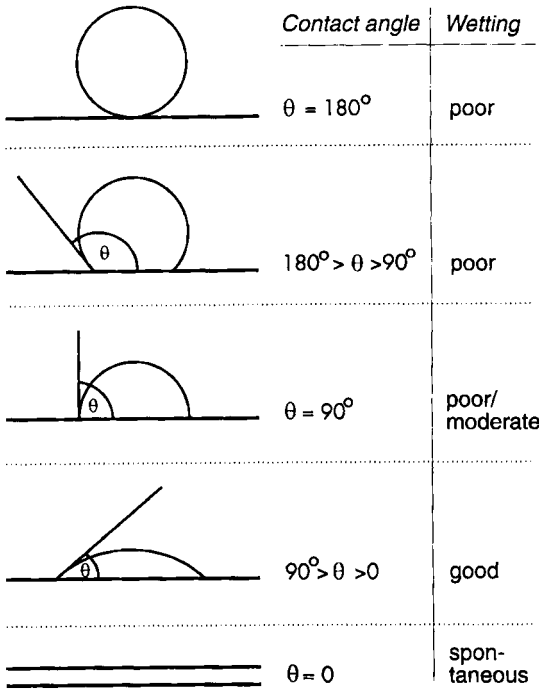 Contact angle Wetting
θ = 180° poor
θ
180° > θ > 90° poor
θ
θ = 90° poor/
moderate
θ
90° > θ > 0 good
θ = 0 spon-
taneous